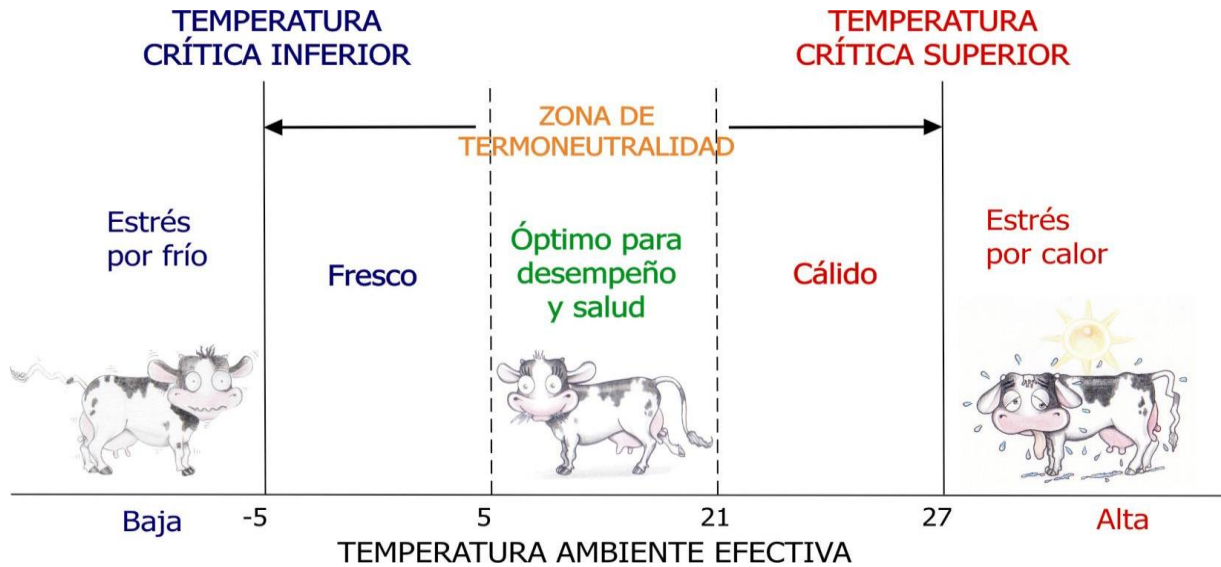 TEMPERATURA
CRÍTICA INFERIOR
TEMPERATURA
CRÍTICA SUPERIOR
ZONA DE
TERMONEUTRALIDAD
Estrés
por frío
Fresco
Óptimo para
desempeño
y salud
Cálido
Estrés
por calor
Baja
-5
5
21
27
Alta
TEMPERATURA AMBIENTE EFECTIVA